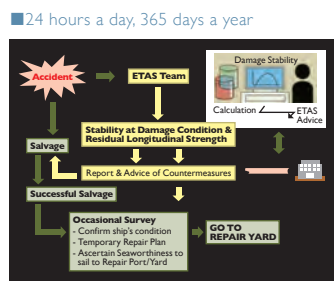 ■24 hours a day, 365 days a year
Accident
ETAS Team
Damage Stability
Calculation
ETAS
Advice
Stability at Damage Condition &
Residual Longitudinal Strength
Salvage
Report & Advice of Countermeasures
Successful Salvage
Occasional Survey
- Confirm ship's condition
- Temporary Repair Plan
- Ascertain Seaworthiness to
sail to Repair Port/Yard
GO TO
REPAIR YARD